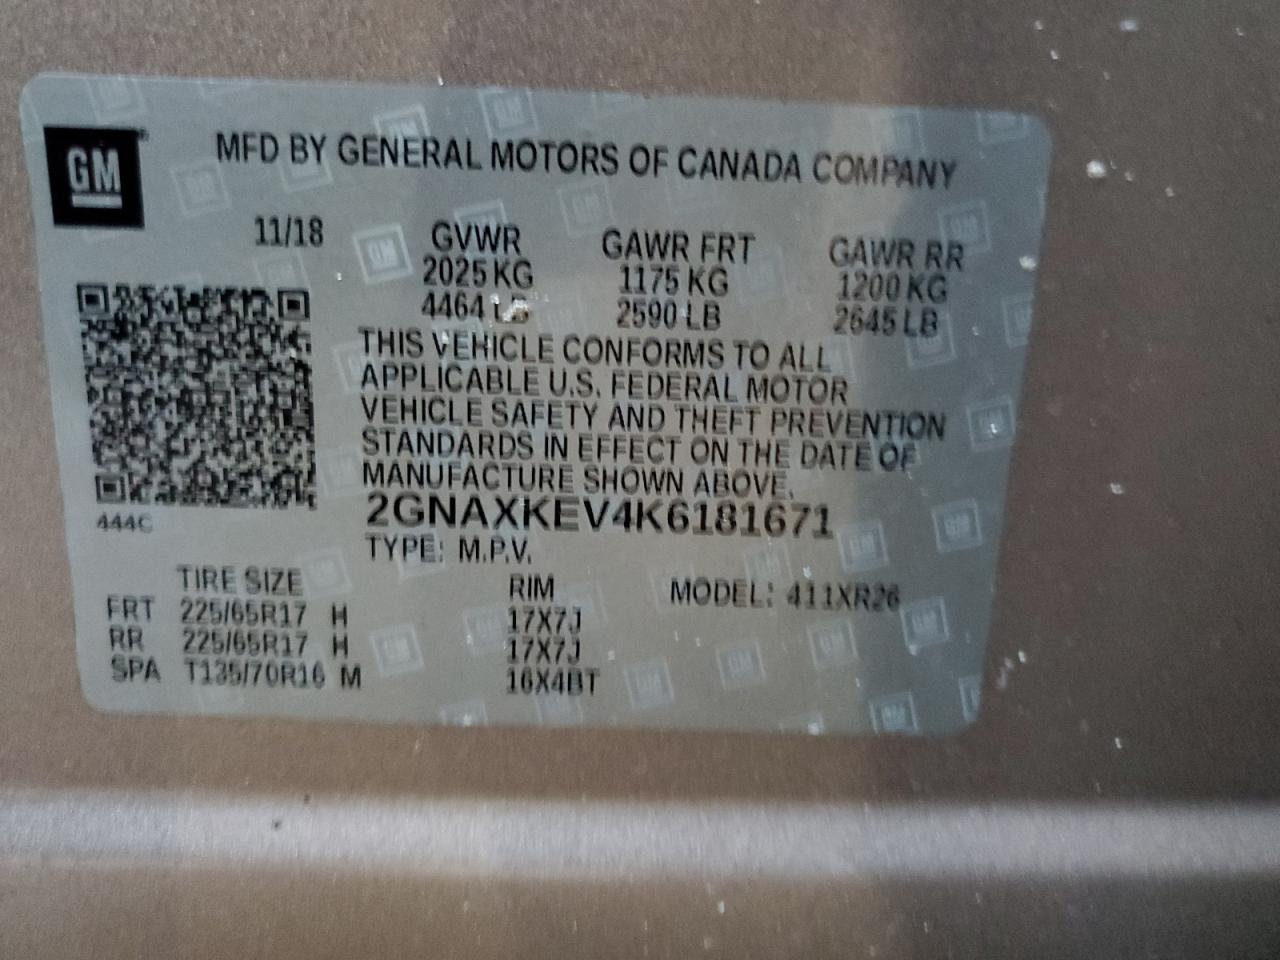 GM
MFD BY GENERAL MOTORS OF CANADA COMPANY
11/18 GVWR GAWR FRT GAWR RR
2025 KG 1175 KG 1200 KG
4464 LB 2590 LB 2645 LB
THIS VEHICLE CONFORMS TO ALL
APPLICABLE U.S. FEDERAL MOTOR
VEHICLE SAFETY AND THEFT PREVENTION
STANDARDS IN EFFECT ON THE DATE OF
MANUFACTURE SHOWN ABOVE.
444C
2GNAXKEV4K6181671
TYPE: M.P.V.
TIRE SIZE RIM MODEL: 411XR26
FRT 225/65R17 H 17X7J
RR 225/65R17 H 17X7J
SPA T135/70R16 M 16X4BT